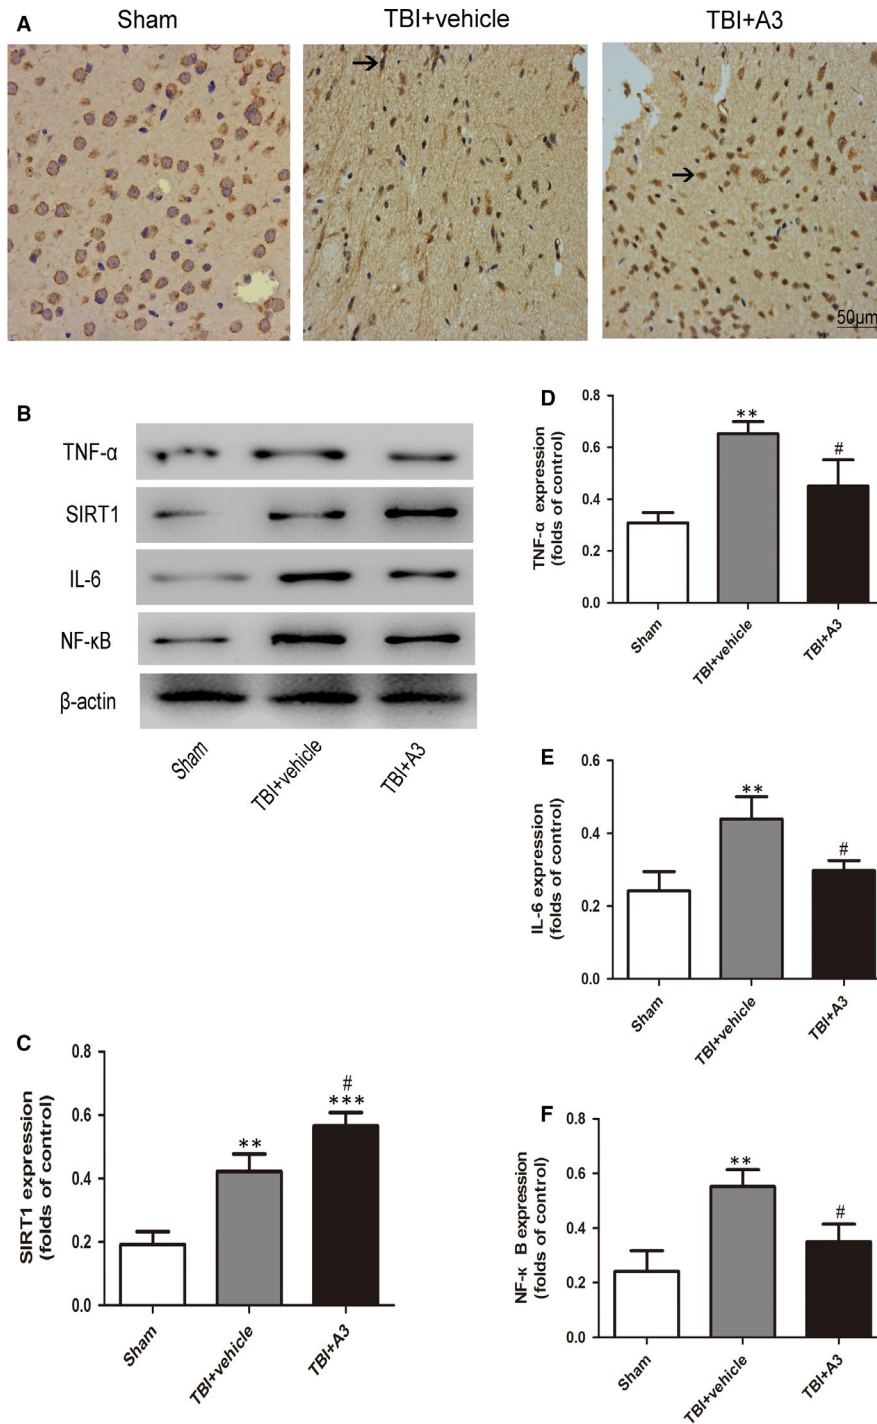 A
Sham
TBI+vehicle
TBI+A3
50μm
B
TNF-α
SIRT1
IL-6
NF-κB
β-actin
Sham
TBI+vehicle
TBI+A3
C
SIRT1 expression
(folds of control)
0.8
0.6
0.4
0.2
0.0
**
#
***
Sham
TBI+vehicle
TBI+A3
D
TNF-α expression
(folds of control)
0.8
0.6
0.4
0.2
0.0
**
#
Sham
TBI+vehicle
TBI+A3
E
IL-6 expression
(folds of control)
0.6
0.4
0.2
0.0
**
#
Sham
TBI+vehicle
TBI+A3
F
NF-κ B expression
(folds of control)
0.8
0.6
0.4
0.2
0.0
**
#
Sham
TBI+vehicle
TBI+A3